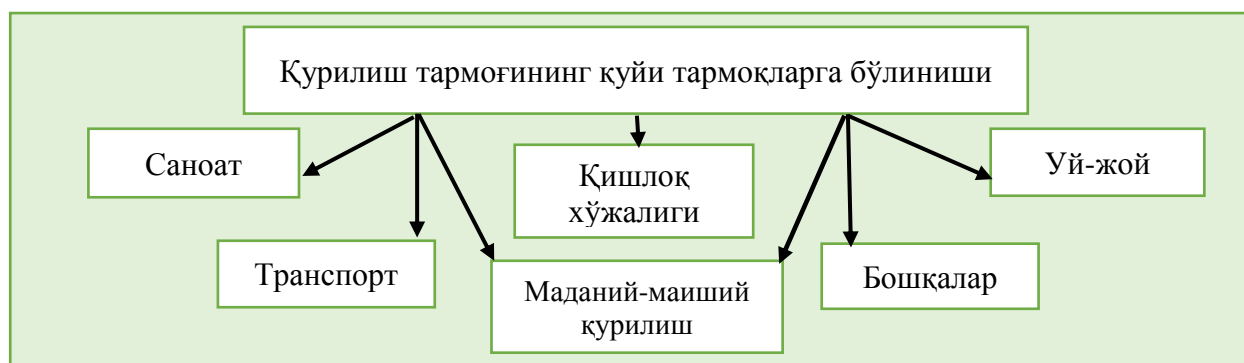 Қурилиш тармоғининг қуйи тармоқларга бўлиниши
Саноат
Қишлоқ
хўжалиги
Уй-жой
Транспорт
Маданий-маиший
қурилиш
Бошқалар